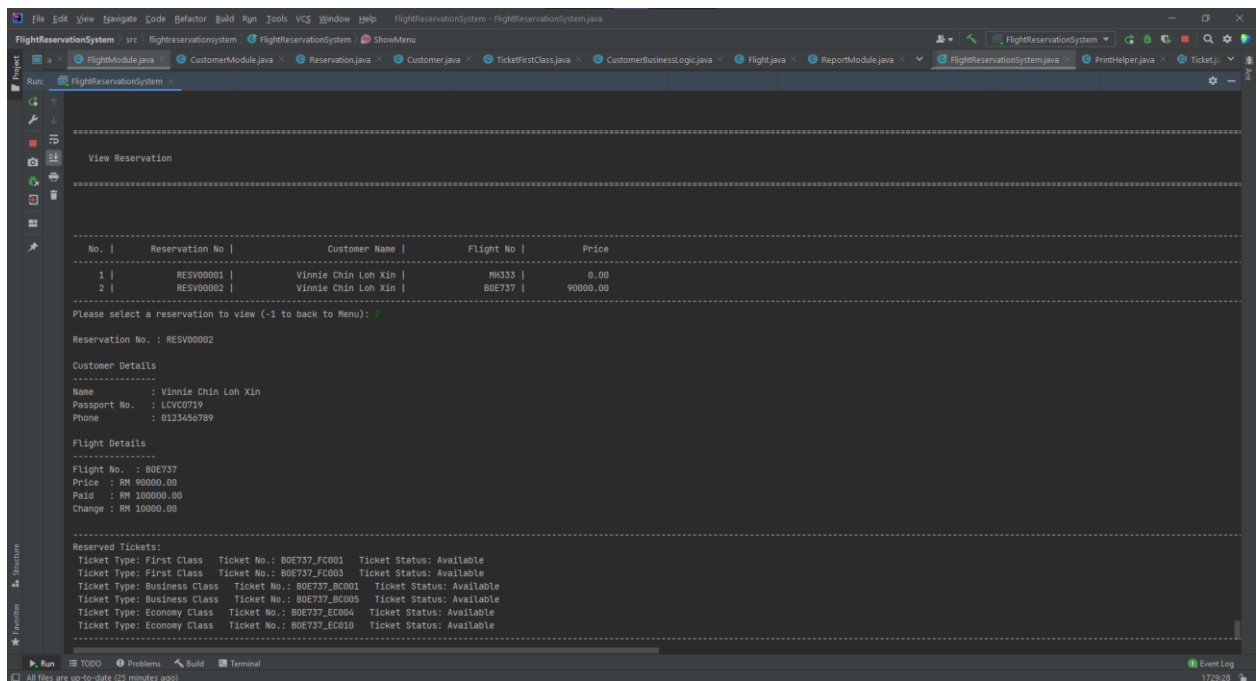 File Edit View Navigate Code Refactor Build Run Tools VCS Window Help FlightReservationSystem - FlightReservationSystem.java
FlightReservationSystem src flightreservationsystem FlightReservationSystem ShowMenu FlightReservationSystem
FlightModule.java CustomerModule.java Reservation.java Customer.java TicketFirstClass.java CustomerBusinessLogic.java Flight.java ReportModule.java FlightReservationSystem.java PrintHelper.java Ticket.j
Project
Ant
Run: FlightReservationSystem
================================================================
View Reservation
================================================================
----------------------------------------------------------------
No. | Reservation No | Customer Name | Flight No | Price
----------------------------------------------------------------
1 | RESV00001 | Vinnie Chin Loh Xin | MH333 | 0.00
2 | RESV00002 | Vinnie Chin Loh Xin | BOE737 | 90000.00
----------------------------------------------------------------
Please select a reservation to view (-1 to back to Menu): 2
Reservation No. : RESV00002
Customer Details
----------------
Name : Vinnie Chin Loh Xin
Passport No. : LCVC0719
Phone : 0123456789
Flight Details
----------------
Flight No. : BOE737
Price : RM 90000.00
Paid : RM 100000.00
Change : RM 10000.00
----------------------------------------------------------------
Reserved Tickets:
Ticket Type: First Class Ticket No.: BOE737_FC001 Ticket Status: Available
Ticket Type: First Class Ticket No.: BOE737_FC003 Ticket Status: Available
Ticket Type: Business Class Ticket No.: BOE737_BC001 Ticket Status: Available
Ticket Type: Business Class Ticket No.: BOE737_BC005 Ticket Status: Available
Ticket Type: Economy Class Ticket No.: BOE737_EC004 Ticket Status: Available
Ticket Type: Economy Class Ticket No.: BOE737_EC010 Ticket Status: Available
----------------------------------------------------------------
Structure
Favorites
Run TODO Problems Build Terminal Event Log
All files are up-to-date (25 minutes ago) 1729:28